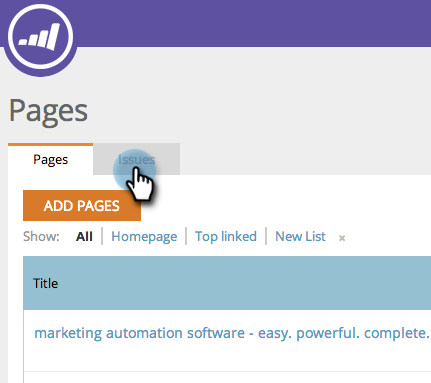 Pages
Pages Issues
ADD PAGES
Show: All Homepage Top linked New List ×
Title
marketing automation software - easy. powerful. complete.